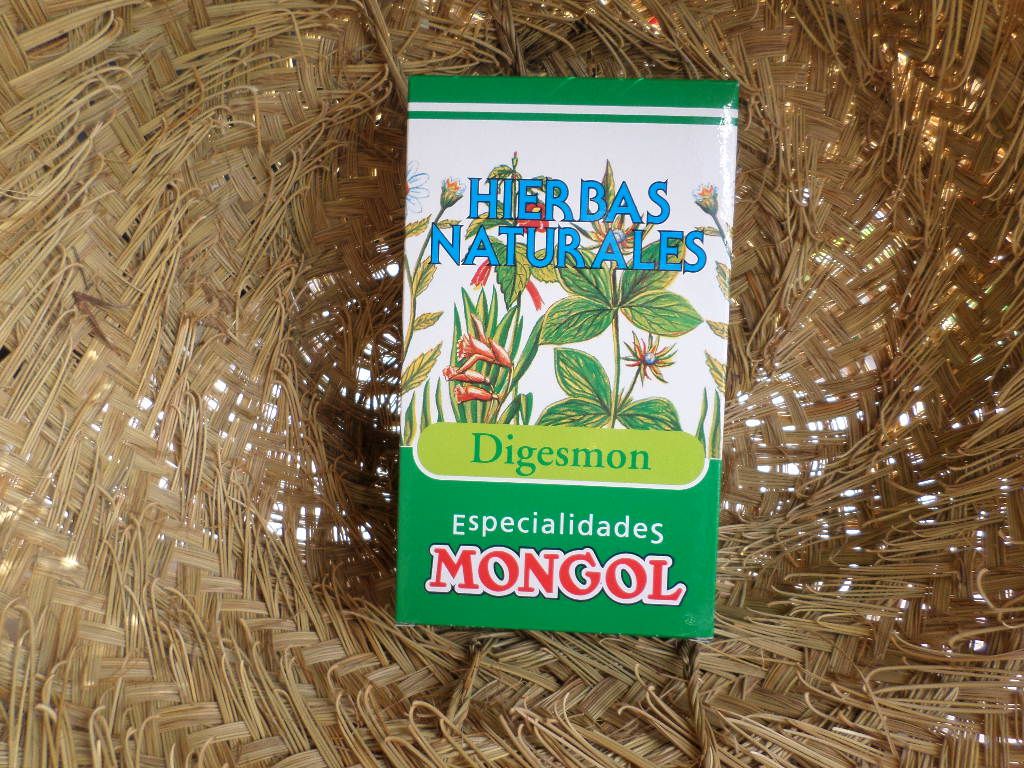 HIERBAS
NATURALES
Digesmon
EspecialidadeS
MONGOL